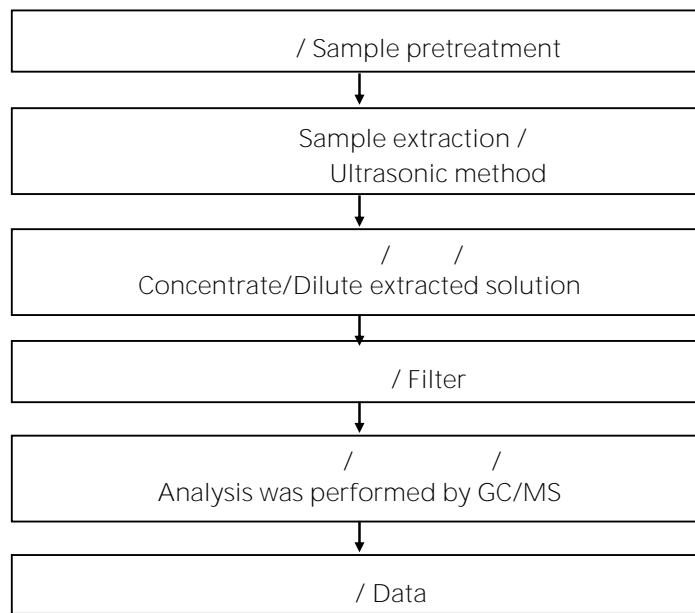 / Sample pretreatment
Sample extraction /
Ultrasonic method
/ /
Concentrate/Dilute extracted solution
/ Filter
/ /
Analysis was performed by GC/MS
/ Data